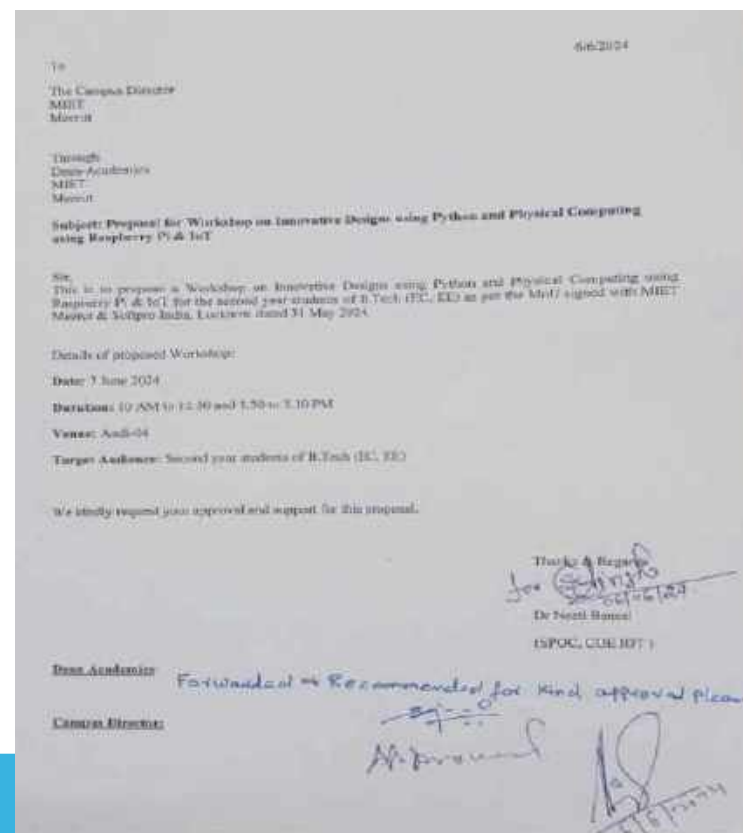 6/6/2024
To
The Campus Director
MIET
Meerut
Through
Dean-Academics
MIET
Meerut
Subject: Proposal for Workshop on Innovative Designs using Python and Physical Computing
using Raspberry Pi & IoT
Sir,
This is to propose a Workshop on Innovative Designs using Python and Physical Computing using
Raspberry Pi & IoT for the second year students of B.Tech (EC, EE) as per the MoU signed with MIET
Meerut & Softpro India, Lucknow dated 31 May 2024
Details of proposed Workshop:
Date: 7 June 2024
Duration: 10 AM to 12:30 and 1.50 to 3.10 PM
Venue: Audi-04
Target Audience: Second year students of B.Tech (EC, EE)
We kindly request your approval and support for this proposal.
Thanks & Regards
for
06/06/24
Dr Neeti Bansal
(SPOC, COE
Dean Academics
Forwarded & Recommended for kind approval please
Campus Director:
Approved